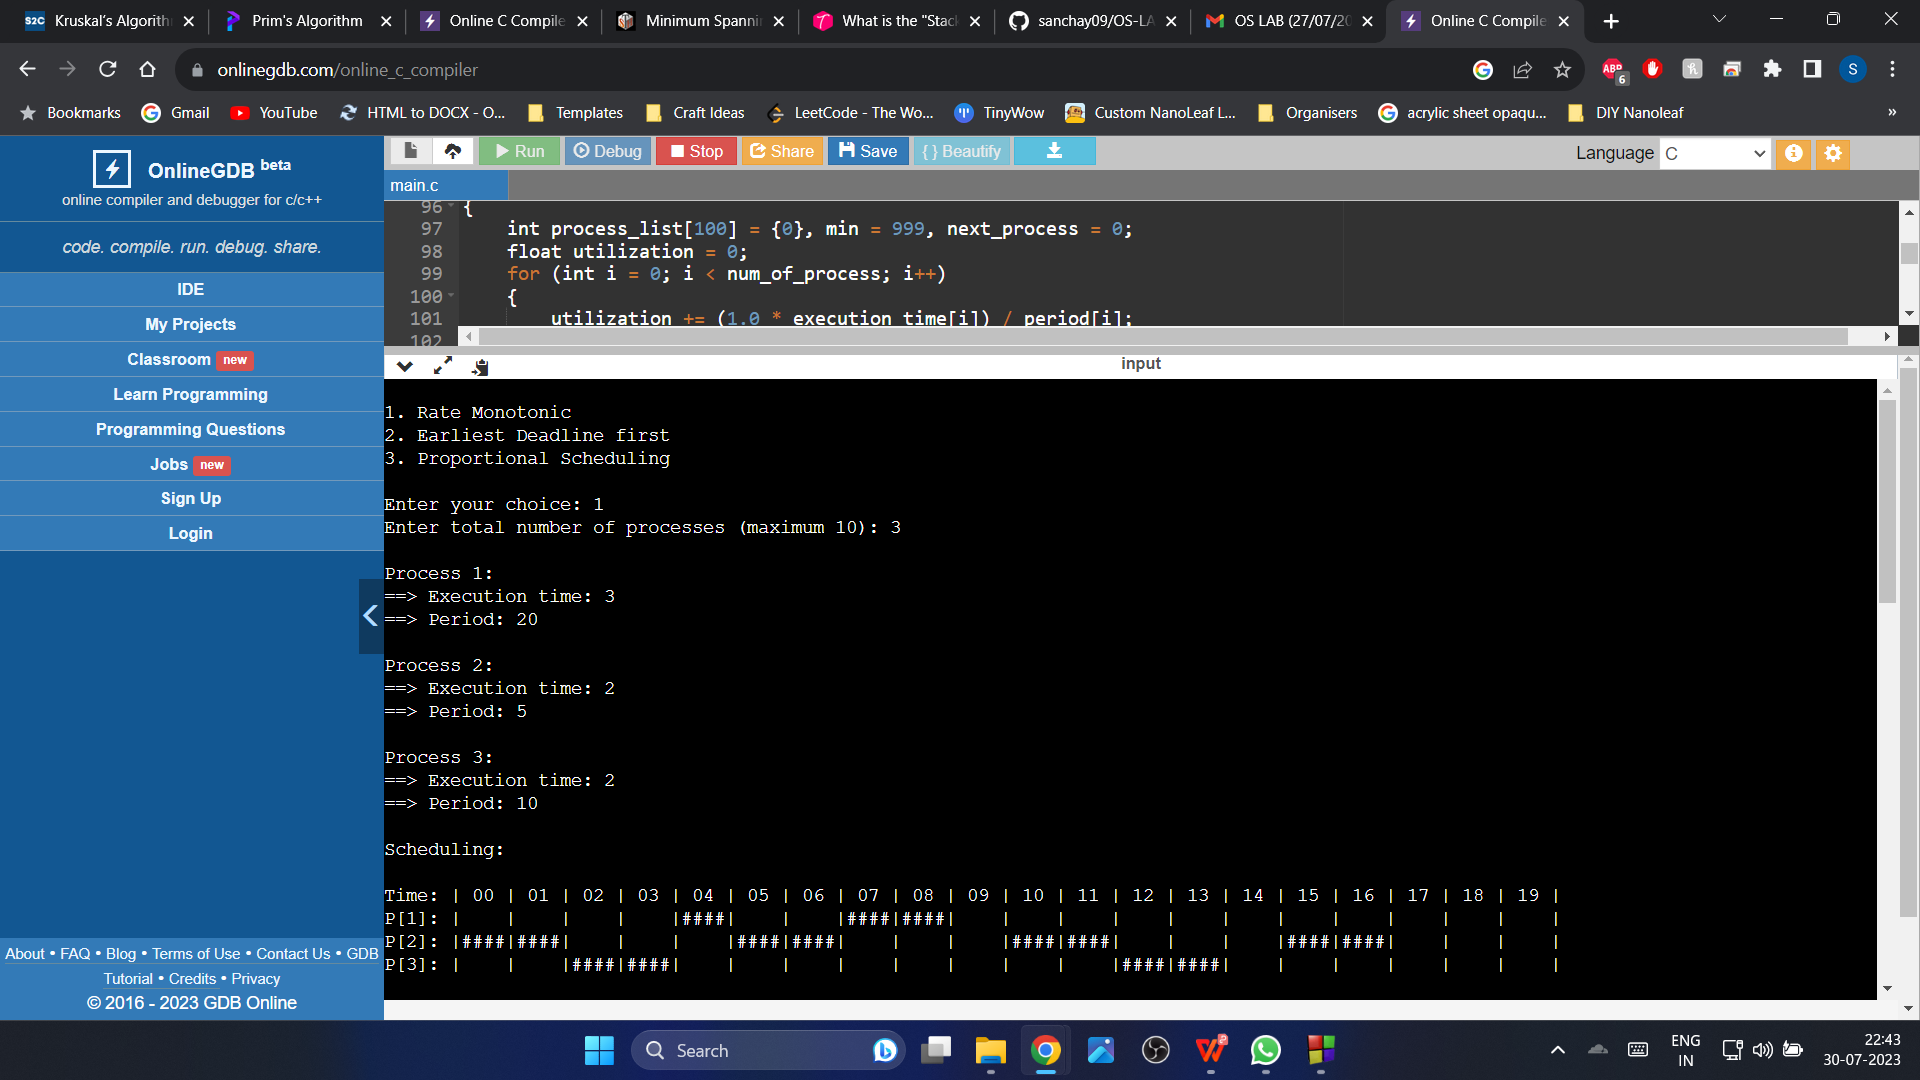 Kruskal's Algorith
Prim's Algorithm
Online C Compile
Minimum Spannin
What is the "Stack
sanchay09/OS-LA
OS LAB (27/07/20
Online C Compile
onlinegdb.com/online_c_compiler
ABP 6
S
Bookmarks
Gmail
YouTube
HTML to DOCX - O...
Templates
Craft Ideas
LeetCode - The Wo...
TinyWow
Custom NanoLeaf L...
Organisers
acrylic sheet opaqu...
DIY Nanoleaf
»
OnlineGDB beta
online compiler and debugger for c/c++
code. compile. run. debug. share.
IDE
My Projects
Classroom new
Learn Programming
Programming Questions
Jobs new
Sign Up
Login
About • FAQ • Blog • Terms of Use • Contact Us • GDB
Tutorial • Credits • Privacy
© 2016 - 2023 GDB Online
Run
Debug
Stop
Share
Save
{ } Beautify
Language C
main.c
96 {
97 int process_list[100] = {0}, min = 999, next_process = 0;
98 float utilization = 0;
99 for (int i = 0; i < num_of_process; i++)
100 {
101 utilization += (1.0 * execution_time[i]) / period[i];
102
input
1. Rate Monotonic
2. Earliest Deadline first
3. Proportional Scheduling
Enter your choice: 1
Enter total number of processes (maximum 10): 3
Process 1:
==> Execution time: 3
==> Period: 20
Process 2:
==> Execution time: 2
==> Period: 5
Process 3:
==> Execution time: 2
==> Period: 10
Scheduling:
Time: | 00 | 01 | 02 | 03 | 04 | 05 | 06 | 07 | 08 | 09 | 10 | 11 | 12 | 13 | 14 | 15 | 16 | 17 | 18 | 19 |
P[1]: |    |    |    |    |####|    |    |####|####|    |    |    |    |    |    |    |    |    |    |    |
P[2]: |####|####|    |    |    |####|####|    |    |    |####|####|    |    |    |####|####|    |    |    |
P[3]: |    |    |####|####|    |    |    |    |    |    |    |    |####|####|    |    |    |    |    |    |
Search
ENG
IN
22:43
30-07-2023